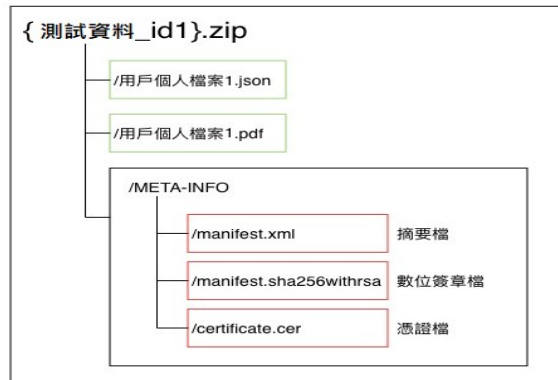 { 測試資料_id1}.zip
/用戶個人檔案1.json
/用戶個人檔案1.pdf
/META-INFO
/manifest.xml 摘要檔
/manifest.sha256withrsa 數位簽章檔
/certificate.cer 憑證檔